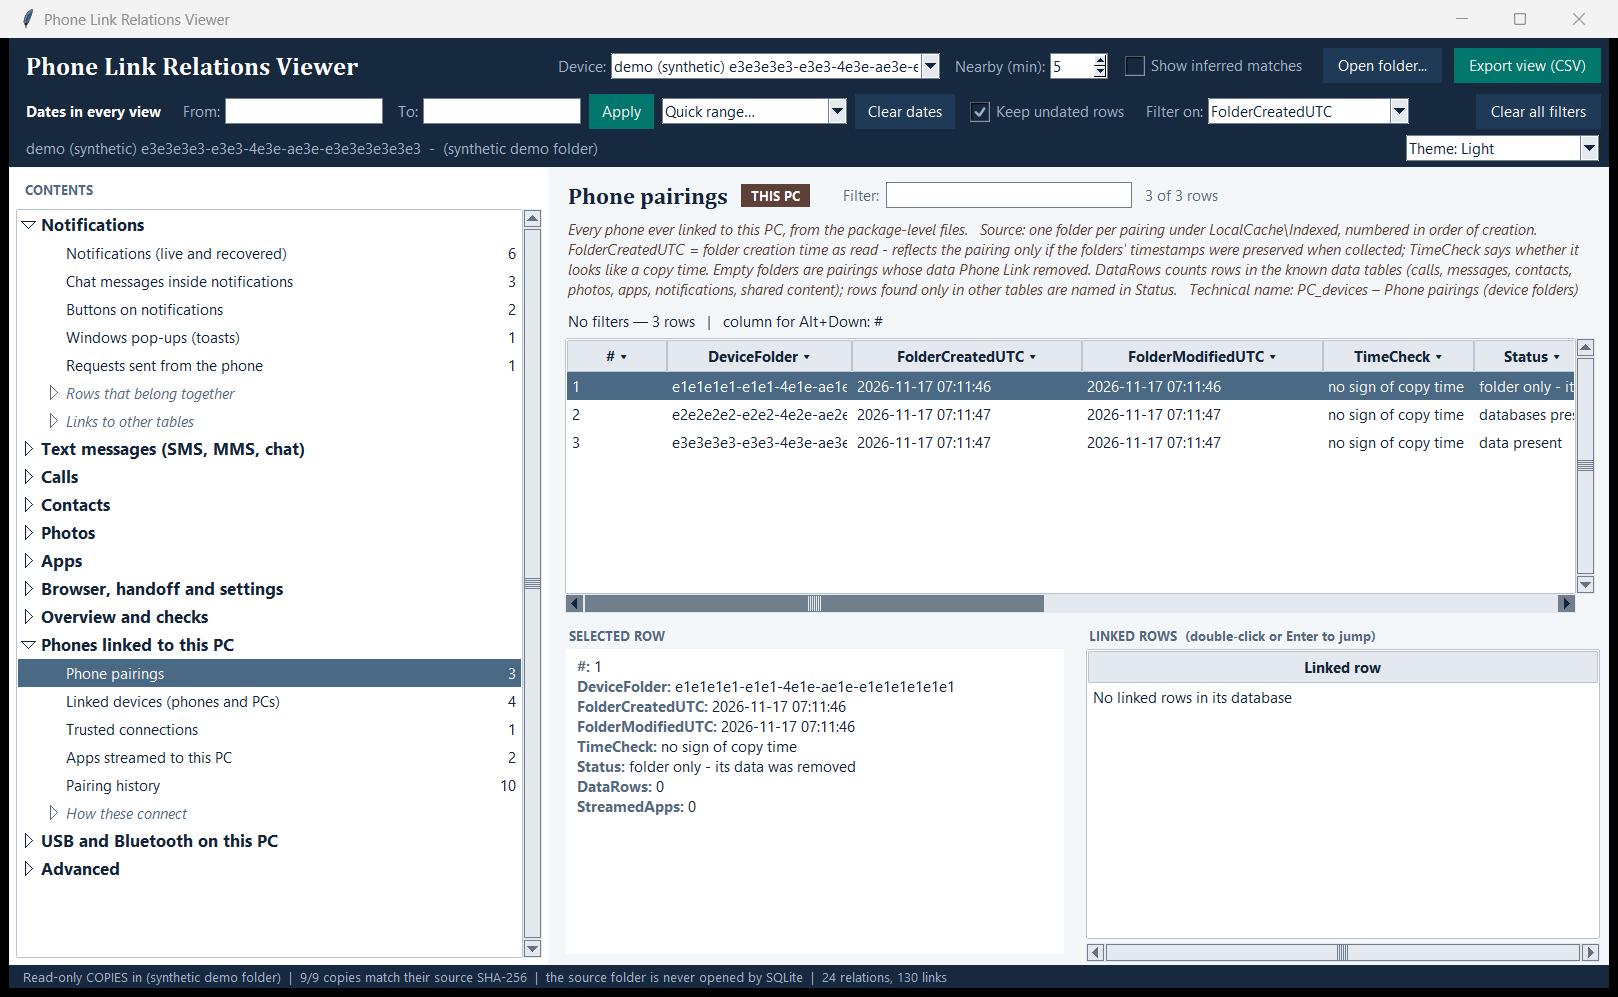 Phone Link Relations Viewer
Phone Link Relations Viewer
Device: demo (synthetic) e3e3e3e3-e3e3-4e3e-ae3e-e
Nearby (min): 5
Show inferred matches
Open folder...
Export view (CSV)
Dates in every view
From:
To:
Apply
Quick range...
Clear dates
Keep undated rows
Filter on: FolderCreatedUTC
Clear all filters
demo (synthetic) e3e3e3e3-e3e3-4e3e-ae3e-e3e3e3e3e3e3 - (synthetic demo folder)
Theme: Light
CONTENTS
Notifications
Notifications (live and recovered) 6
Chat messages inside notifications 3
Buttons on notifications 2
Windows pop-ups (toasts) 1
Requests sent from the phone 1
Rows that belong together
Links to other tables
Text messages (SMS, MMS, chat)
Calls
Contacts
Photos
Apps
Browser, handoff and settings
Overview and checks
Phones linked to this PC
Phone pairings 3
Linked devices (phones and PCs) 4
Trusted connections 1
Apps streamed to this PC 2
Pairing history 10
How these connect
USB and Bluetooth on this PC
Advanced
Phone pairings THIS PC Filter: 3 of 3 rows
Every phone ever linked to this PC, from the package-level files. Source: one folder per pairing under LocalCache\Indexed, numbered in order of creation.
FolderCreatedUTC = folder creation time as read - reflects the pairing only if the folders' timestamps were preserved when collected; TimeCheck says whether it
looks like a copy time. Empty folders are pairings whose data Phone Link removed. DataRows counts rows in the known data tables (calls, messages, contacts,
photos, apps, notifications, shared content); rows found only in other tables are named in Status. Technical name: PC_devices – Phone pairings (device folders)
No filters — 3 rows | column for Alt+Down: #
# DeviceFolder FolderCreatedUTC FolderModifiedUTC TimeCheck Status
1 e1e1e1e1-e1e1-4e1e-ae1e 2026-11-17 07:11:46 2026-11-17 07:11:46 no sign of copy time folder only - it
2 e2e2e2e2-e2e2-4e2e-ae2e 2026-11-17 07:11:47 2026-11-17 07:11:47 no sign of copy time databases pre
3 e3e3e3e3-e3e3-4e3e-ae3e 2026-11-17 07:11:47 2026-11-17 07:11:47 no sign of copy time data present
SELECTED ROW
#: 1
DeviceFolder: e1e1e1e1-e1e1-4e1e-ae1e-e1e1e1e1e1e1
FolderCreatedUTC: 2026-11-17 07:11:46
FolderModifiedUTC: 2026-11-17 07:11:46
TimeCheck: no sign of copy time
Status: folder only - its data was removed
DataRows: 0
StreamedApps: 0
LINKED ROWS (double-click or Enter to jump)
Linked row
No linked rows in its database
Read-only COPIES in (synthetic demo folder) | 9/9 copies match their source SHA-256 | the source folder is never opened by SQLite | 24 relations, 130 links